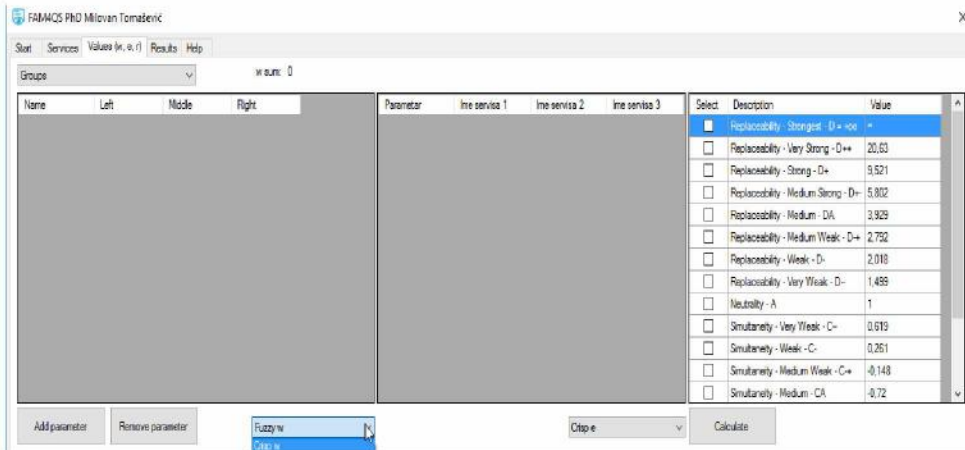 FAM4QS PhD Milovan Tomašević
Start Services Values (w, e, r) Results Help
Groups w sum: 0
Name Left Middle Right Parametar Ime servisa 1 Ime servisa 2 Ime servisa 3 Select Description Value
Replaceability - Strongest - D = +oo
Replaceability - Very Strong - D++ 20,63
Replaceability - Strong - D+ 9,521
Replaceability - Medium Strong - D+- 5,802
Replaceability - Medium - DA 3,929
Replaceability - Medium Weak - D-+ 2,792
Replaceability - Weak - D- 2,018
Replaceability - Very Weak - D-- 1,499
Neutrality - A 1
Simultaneity - Very Weak - C-- 0,619
Simultaneity - Weak - C- 0,261
Simultaneity - Medium Weak - C-+ -0,148
Simultaneity - Medium - CA -0,72
Add parameter Remove parameter Fuzzy w Crisp e Calculate
Crisp w